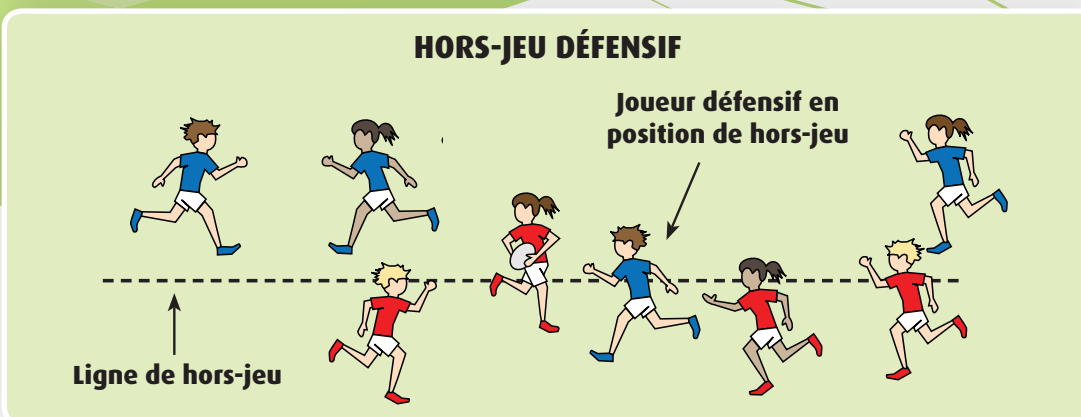 HORS-JEU DÉFENSIF
Joueur défensif en
position de hors-jeu
Ligne de hors-jeu